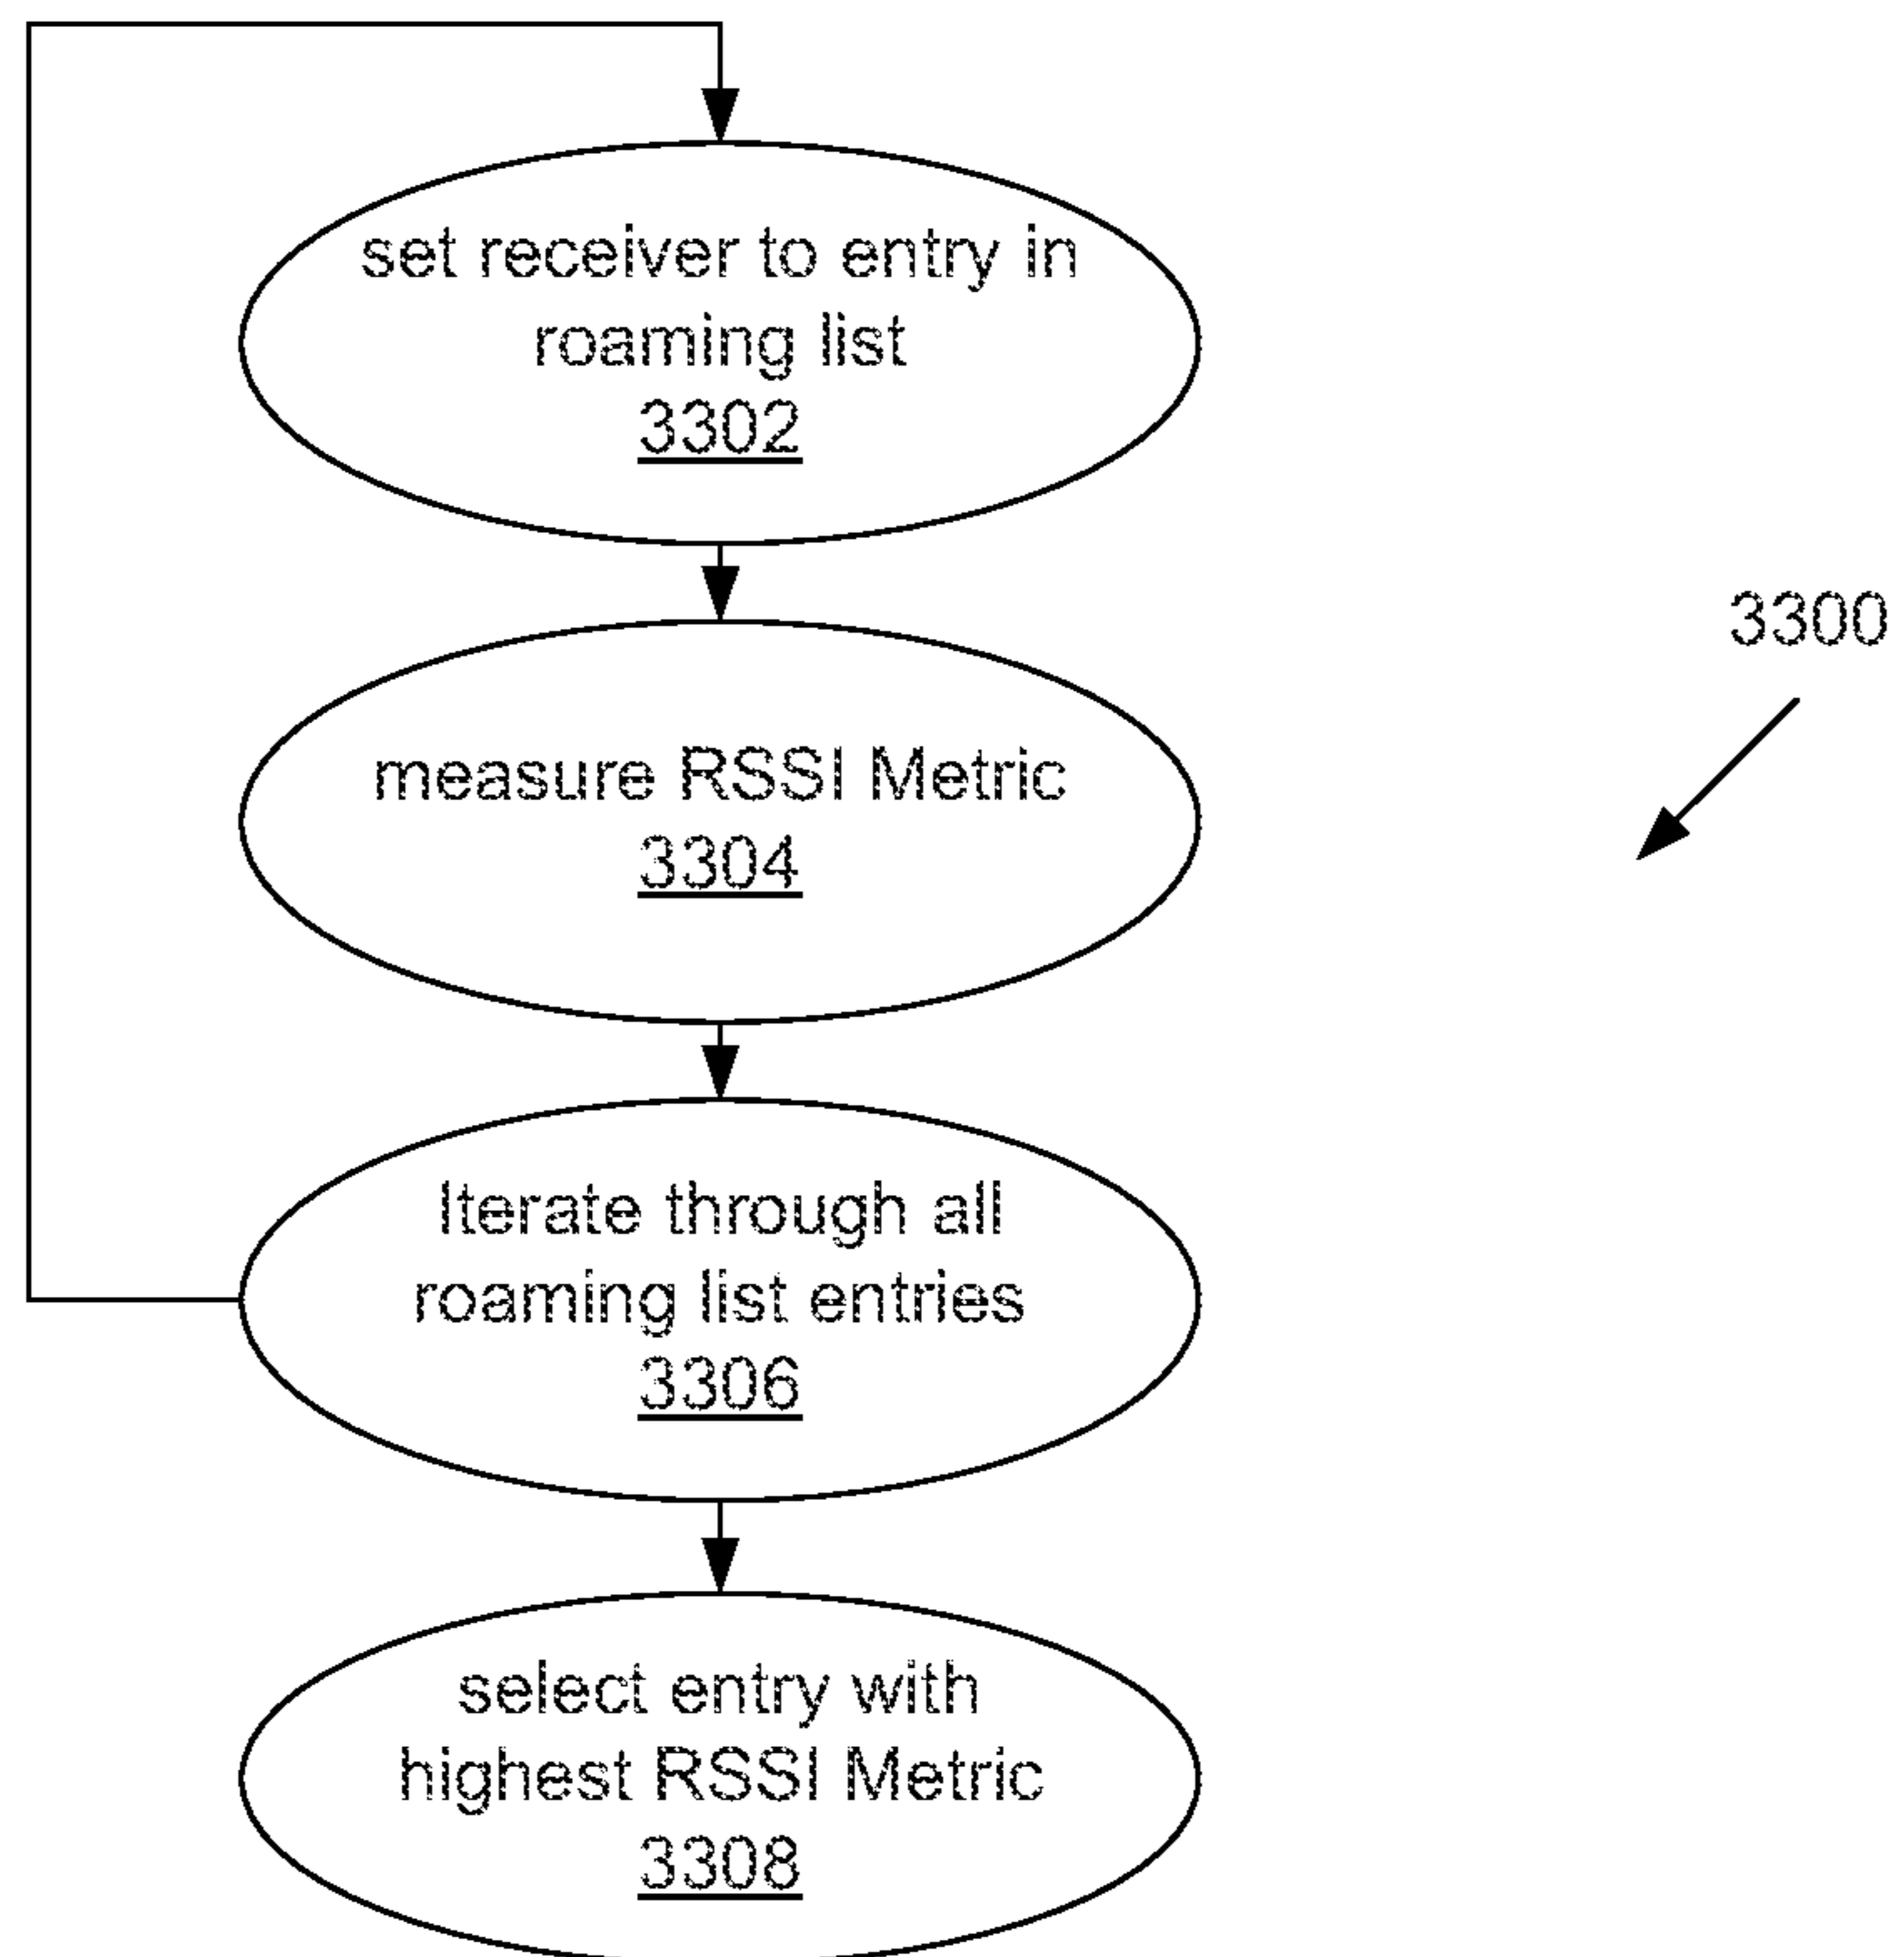 set receiver to entry in
roaming list
3302
3300
measure RSSI Metric
3304
Iterate through all
roaming list entries
3306
select entry with
highest RSSI Metric
3308